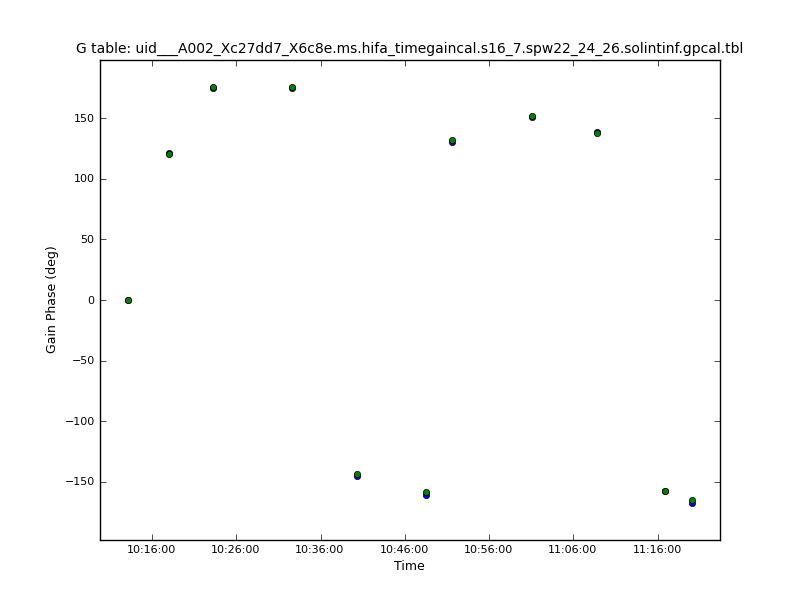 G table: uid___A002_Xc27dd7_X6c8e.ms.hifa_timegaincal.s16_7.spw22_24_26.solintinf.gpcal.tbl
150
100
50
0
−50
−100
−150
Gain Phase (deg)
10:16:00 10:26:00 10:36:00 10:46:00 10:56:00 11:06:00 11:16:00
Time